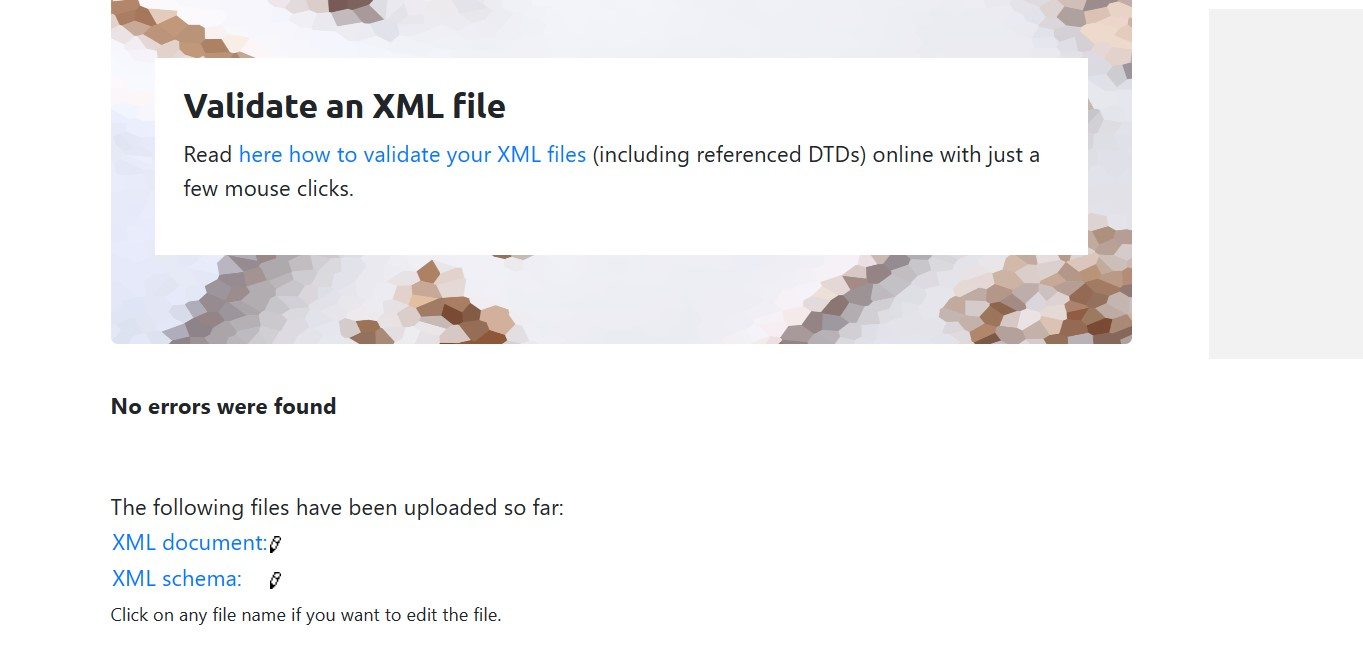 Validate an XML file
Read here how to validate your XML files (including referenced DTDs) online with just a
few mouse clicks.
No errors were found
The following files have been uploaded so far:
XML document:
XML schema:
Click on any file name if you want to edit the file.